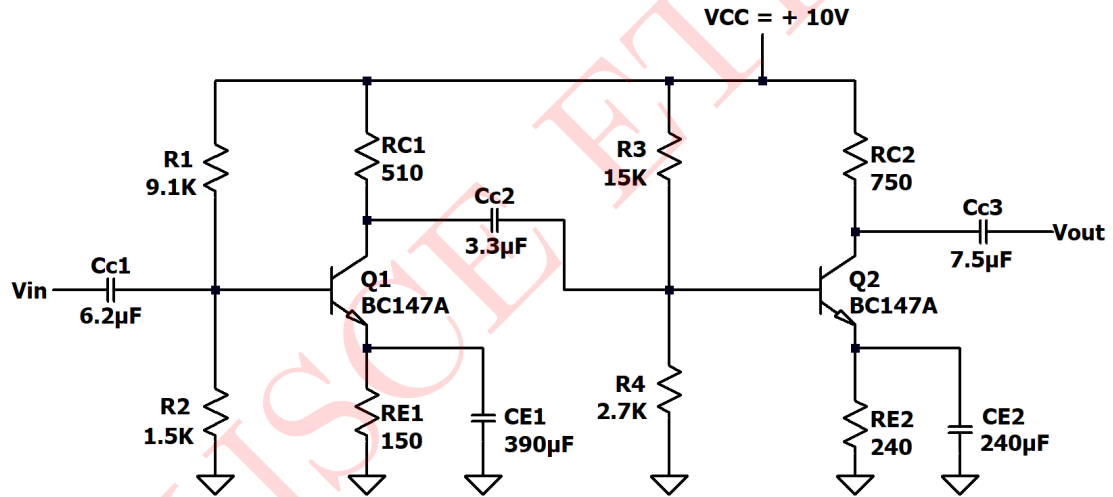 VCC = + 10V
R1
9.1K
RC1
510
R3
15K
RC2
750
Cc2
3.3µF
Cc3
7.5µF
Vout
Vin
Cc1
6.2µF
Q1
BC147A
Q2
BC147A
R2
1.5K
RE1
150
CE1
390µF
R4
2.7K
RE2
240
CE2
240µF